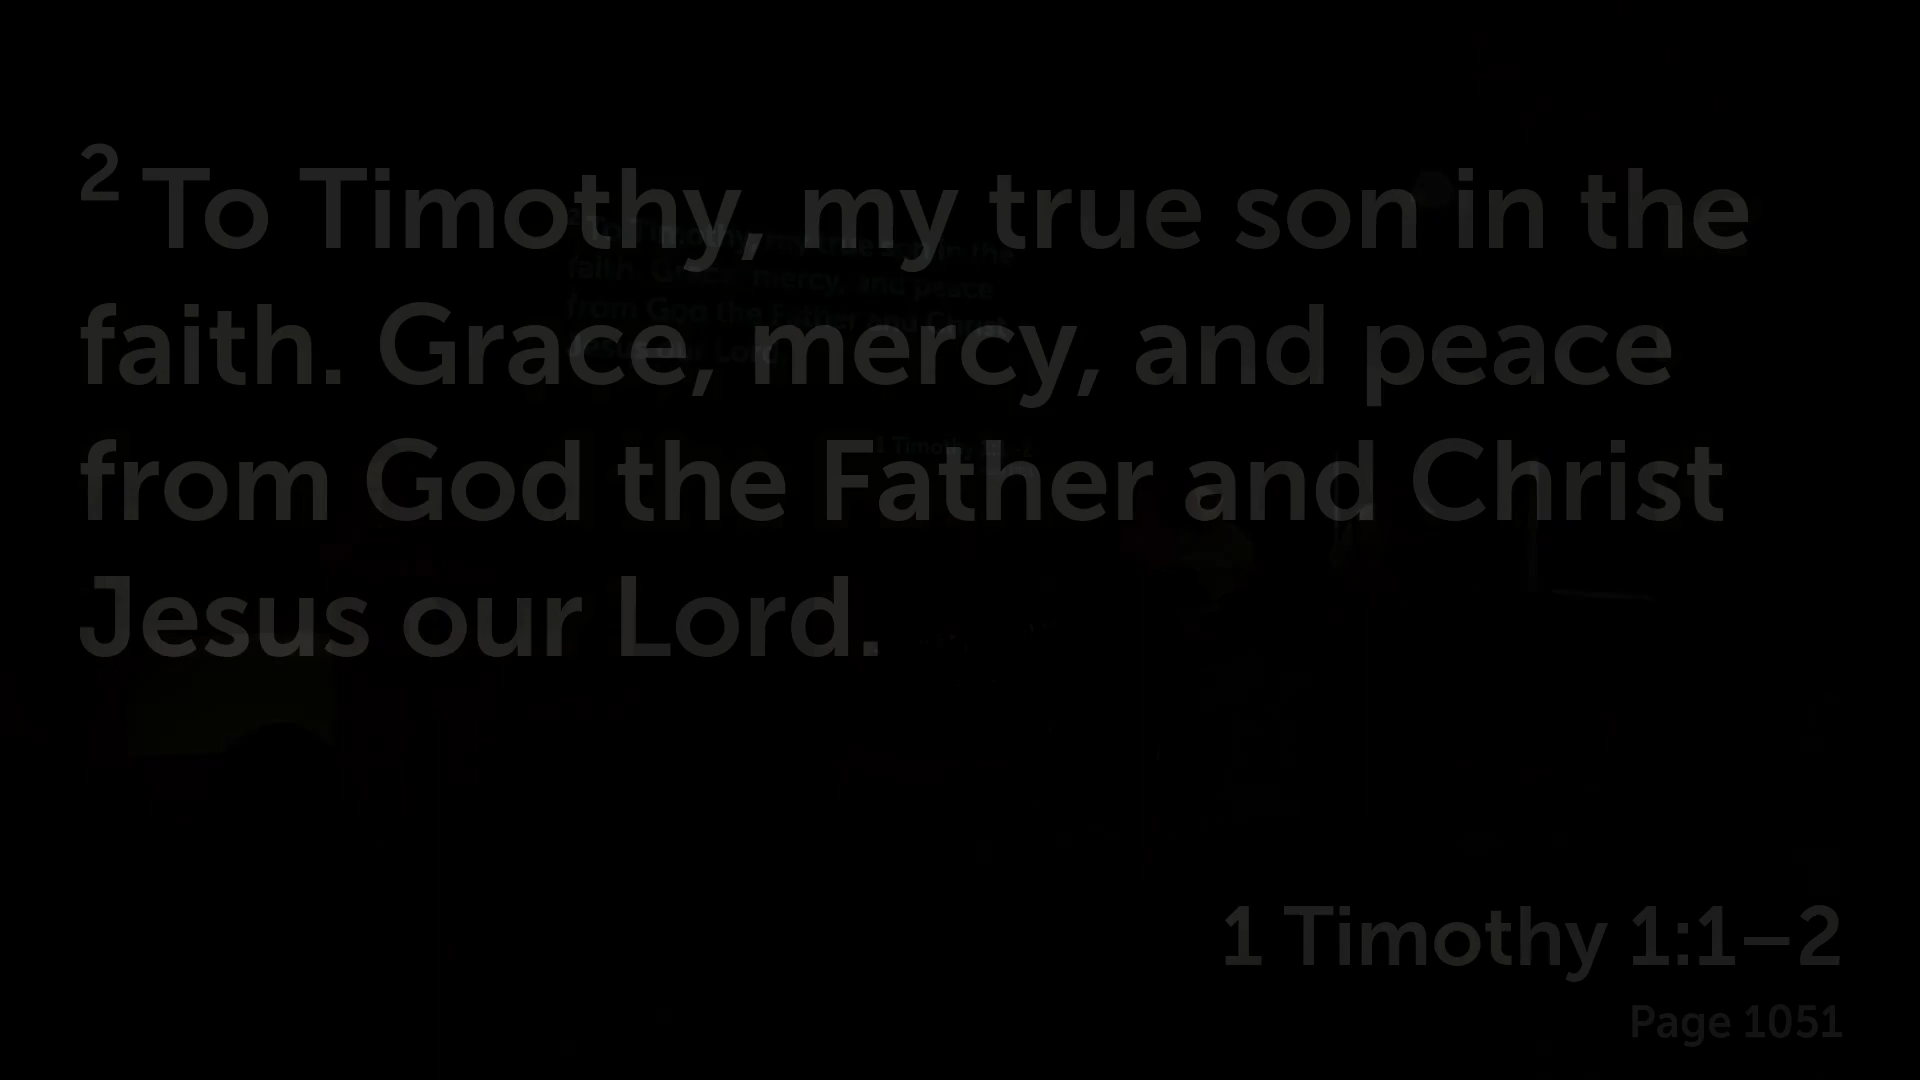 2 To Timothy, my true son in the
faith. Grace, mercy, and peace
from God the Father and Christ
Jesus our Lord.
1 Timothy 1:1–2
Page 1051